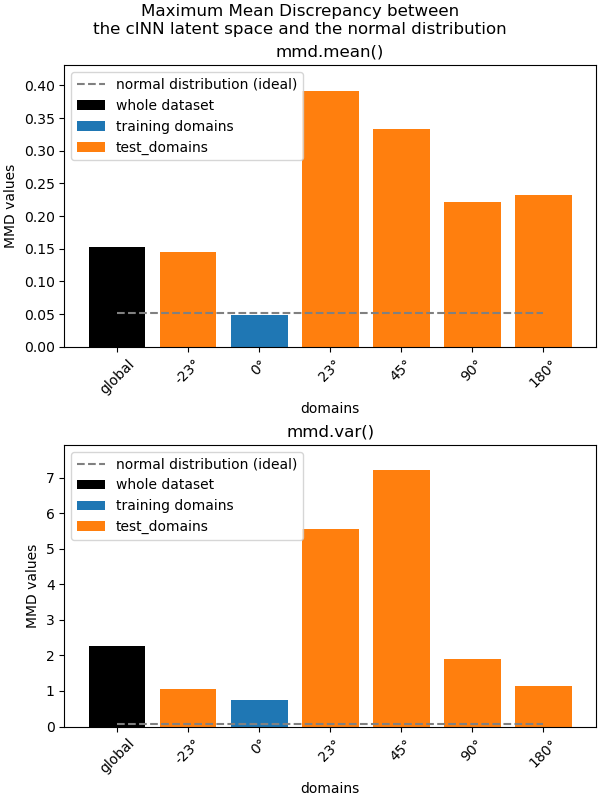 Maximum Mean Discrepancy between
the cINN latent space and the normal distribution
mmd.mean()
normal distribution (ideal)
whole dataset
training domains
test_domains
MMD values
0.40
0.35
0.30
0.25
0.20
0.15
0.10
0.05
0.00
global
-23°
0°
23°
45°
90°
180°
domains
mmd.var()
normal distribution (ideal)
whole dataset
training domains
test_domains
MMD values
7
6
5
4
3
2
1
0
global
-23°
0°
23°
45°
90°
180°
domains